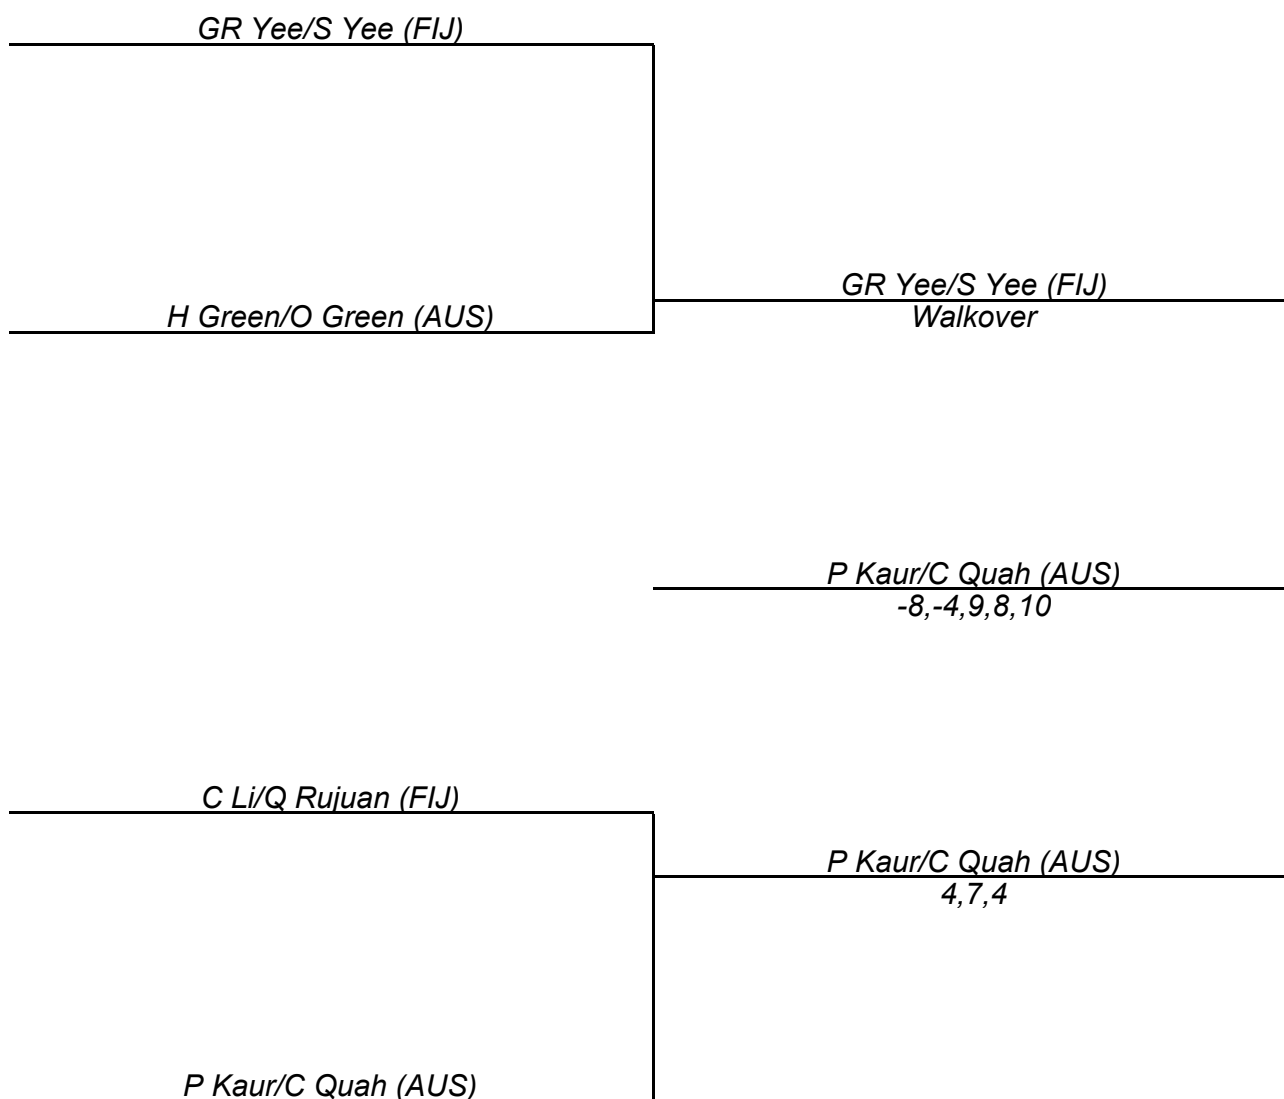 GR Yee/S Yee (FIJ)
GR Yee/S Yee (FIJ)
H Green/O Green (AUS)
Walkover
P Kaur/C Quah (AUS)
-8,-4,9,8,10
C Li/Q Rujuan (FIJ)
P Kaur/C Quah (AUS)
4,7,4
P Kaur/C Quah (AUS)